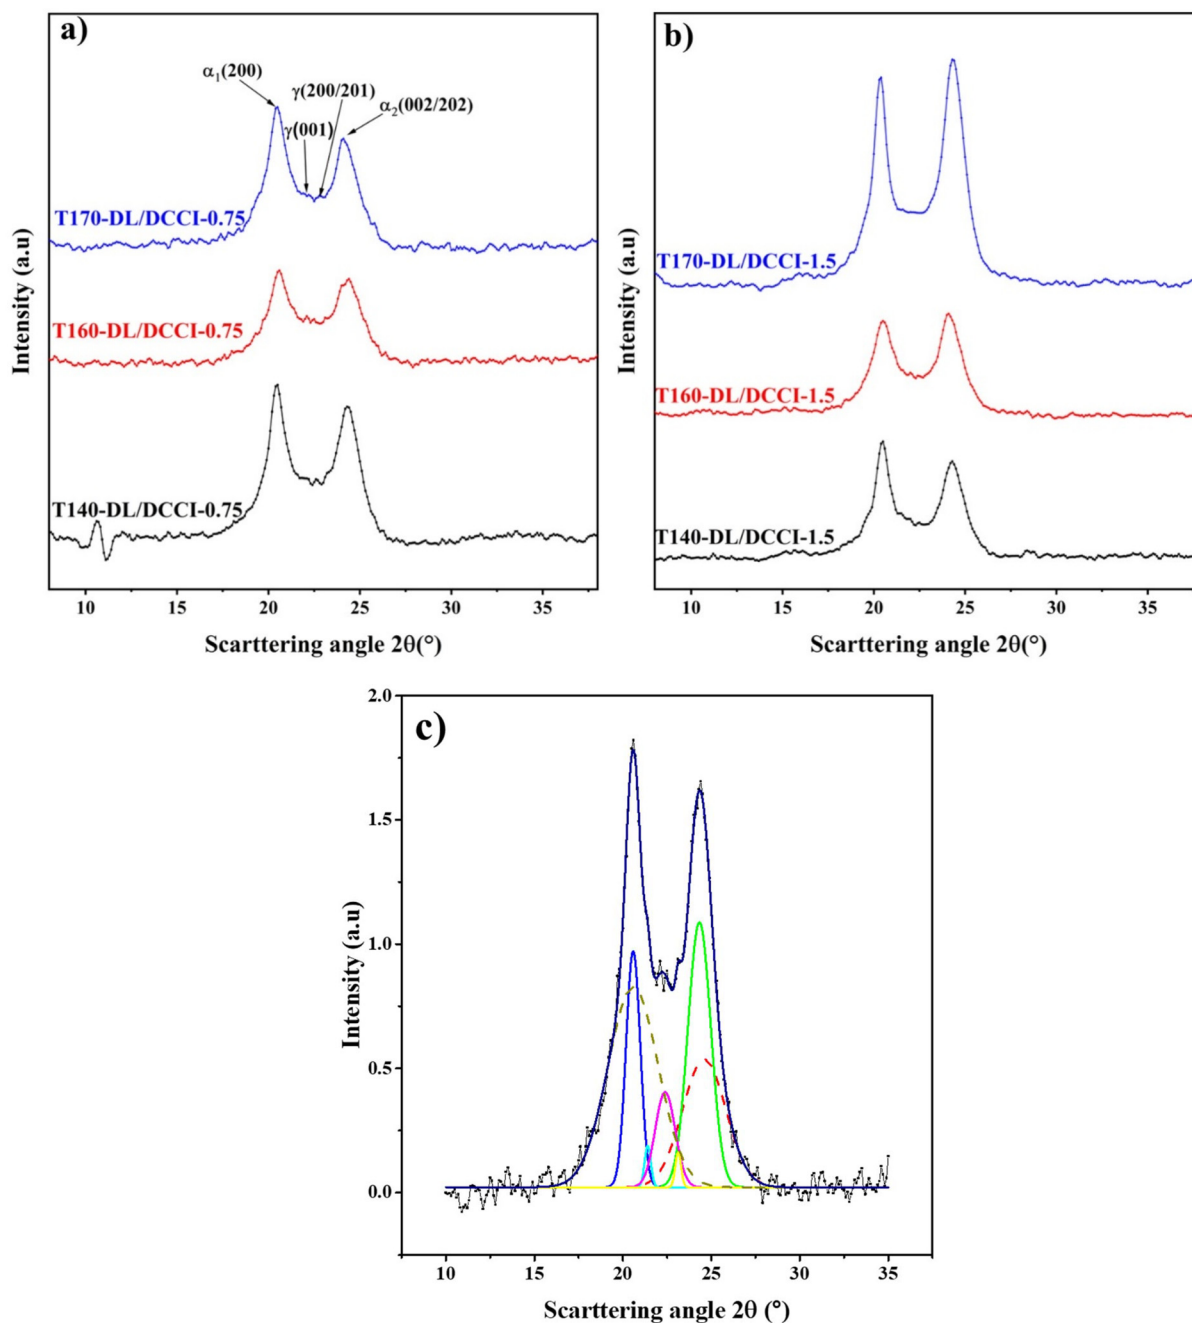 a)
α₁(200)
γ(200/201)
γ(001)
α₂(002/202)
T170-DL/DCCI-0.75
T160-DL/DCCI-0.75
T140-DL/DCCI-0.75
Intensity (a.u)
10 15 20 25 30 35
Scarttering angle 2θ(°)
b)
T170-DL/DCCI-1.5
T160-DL/DCCI-1.5
T140-DL/DCCI-1.5
Intensity (a.u)
10 15 20 25 30 35
Scarttering angle 2θ(°)
c)
2.0
1.5
1.0
0.5
0.0
Intensity (a.u)
10 15 20 25 30 35
Scarttering angle 2θ (°)